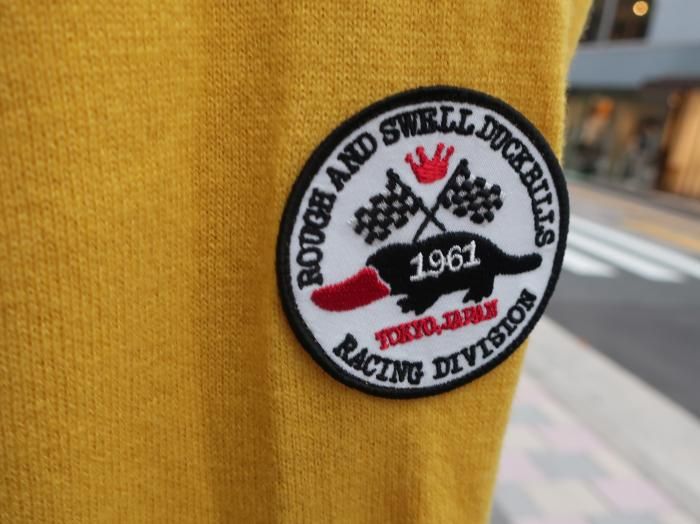 ROUGH AND SWELL DUCKBILLS
1961
TOKYO, JAPAN
RACING DIVISION